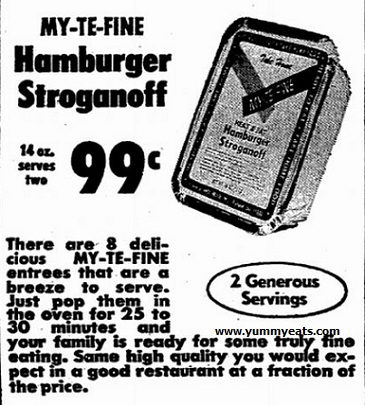 MY-TE-FINE
Hamburger
Stroganoff
14 oz.
serves
two
99c
MY-TE-FINE
HEAT & EAT
Hamburger
Stroganoff
There are 8 deli-
cious MY-TE-FINE
entrees that are a
breeze to serve.
Just pop them in
the oven for 25 to
30 minutes and
your family is ready for some truly fine
eating. Same high quality you would ex-
pect in a good restaurant at a fraction of
the price.
2 Generous
Servings
www.yummyeats.com